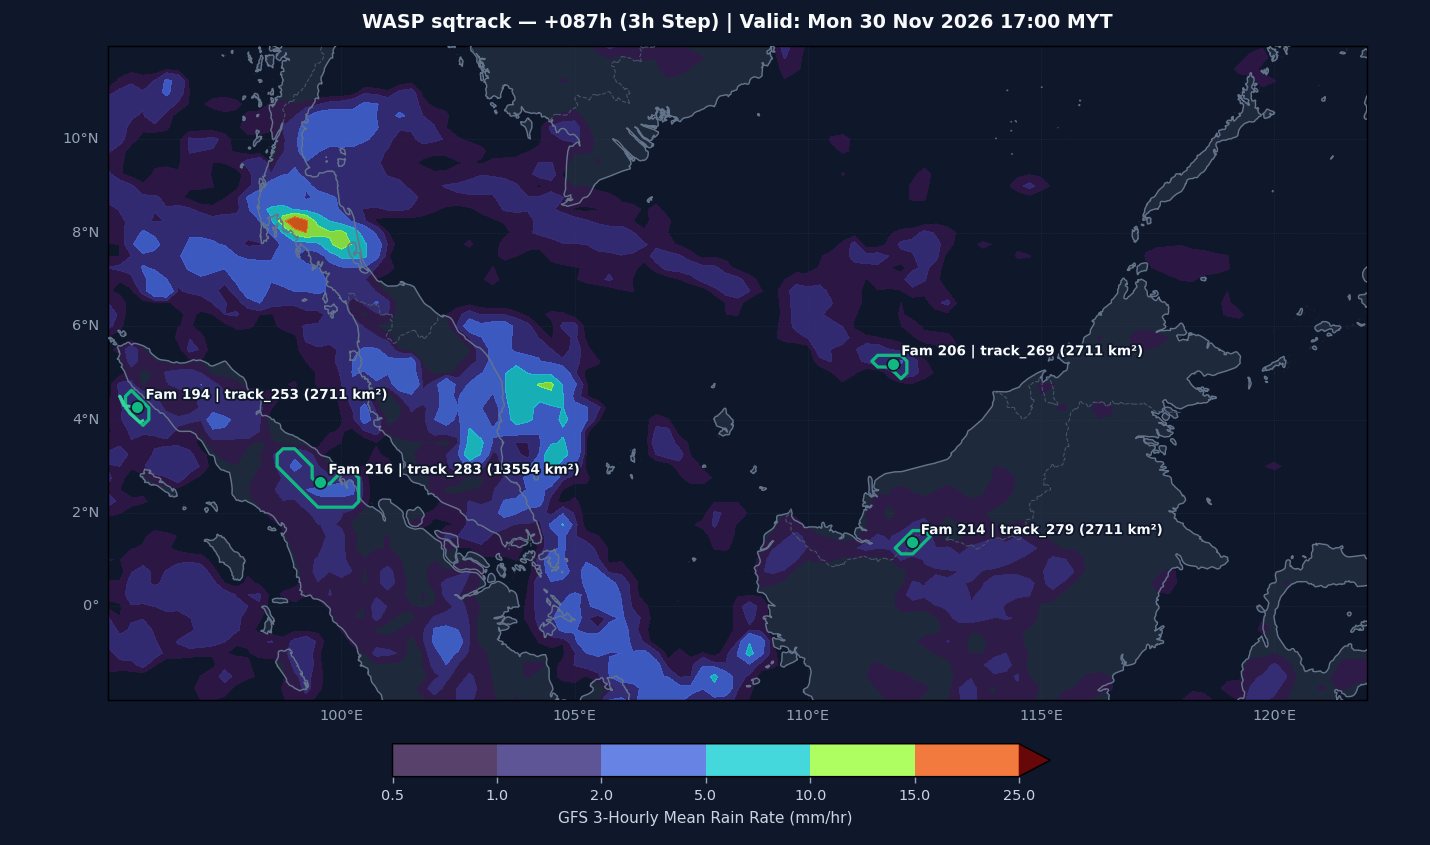 WASP sqtrack — +087h (3h Step) | Valid: Mon 30 Nov 2026 17:00 MYT
10°N
8°N
6°N
4°N
2°N
0°
Fam 206 | track_269 (2711 km²)
Fam 194 | track_253 (2711 km²)
Fam 216 | track_283 (13554 km²)
Fam 214 | track_279 (2711 km²)
100°E 105°E 110°E 115°E 120°E
0.5 1.0 2.0 5.0 10.0 15.0 25.0
GFS 3-Hourly Mean Rain Rate (mm/hr)